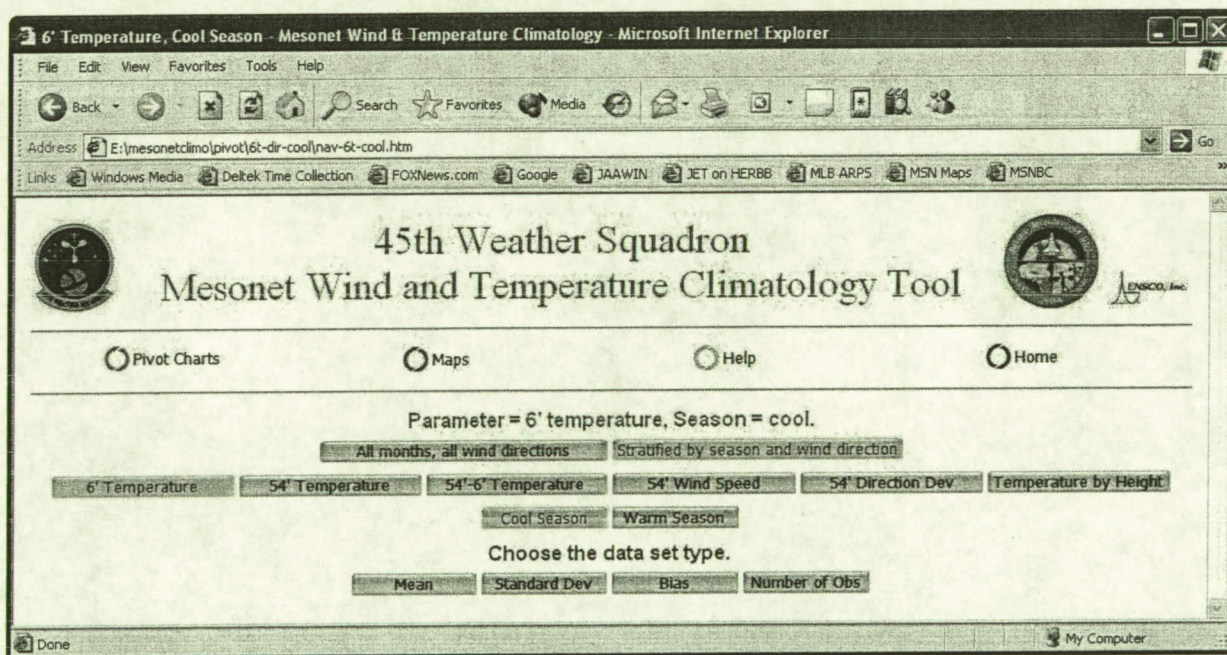 6' Temperature, Cool Season - Mesonet Wind & Temperature Climatology - Microsoft Internet Explorer
File Edit View Favorites Tools Help
Back Search Favorites Media
Address E:\mesonetclimo\pivot\6t-dir-cool\nav-6t-cool.htm Go
Links Windows Media Deltek Time Collection FOXNews.com Google JAAWIN JET on HERBB MLB ARPS MSN Maps MSNBC »
45th Weather Squadron
Mesonet Wind and Temperature Climatology Tool
ENSCO, Inc.
Pivot Charts Maps Help Home
Parameter = 6' temperature, Season = cool.
All months, all wind directions Stratified by season and wind direction
6' Temperature 54' Temperature 54'-6' Temperature 54' Wind Speed 54' Direction Dev Temperature by Height
Cool Season Warm Season
Choose the data set type.
Mean Standard Dev Bias Number of Obs
Done My Computer